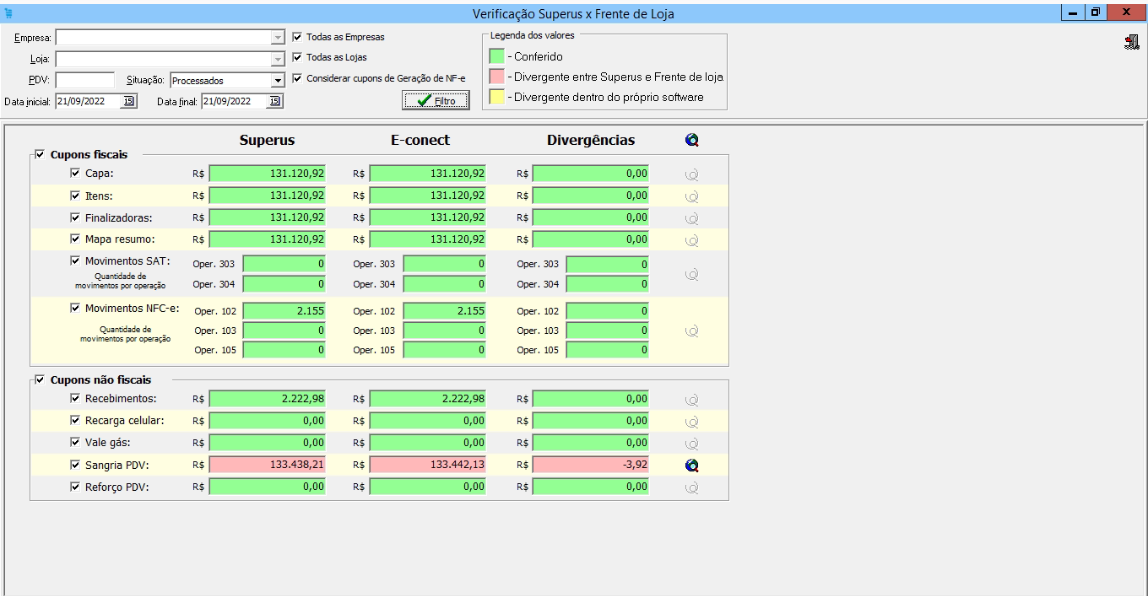 Verificação Superus x Frente de Loja
Empresa:
Todas as Empresas
Loja:
Todas as Lojas
PDV:
Situação: Processados
Considerar cupons de Geração de NF-e
Data inicial: 21/09/2022 15
Data final: 21/09/2022 15
Filtro
Legenda dos valores
- Conferido
- Divergente entre Superus e Frente de loja
- Divergente dentro do próprio software
Superus E-conect Divergências
Cupons fiscais
Capa: R$ 131.120,92 R$ 131.120,92 R$ 0,00
Itens: R$ 131.120,92 R$ 131.120,92 R$ 0,00
Finalizadoras: R$ 131.120,92 R$ 131.120,92 R$ 0,00
Mapa resumo: R$ 131.120,92 R$ 131.120,92 R$ 0,00
Movimentos SAT:
Quantidade de
movimentos por operação
Oper. 303 0 Oper. 303 0 Oper. 303 0
Oper. 304 0 Oper. 304 0 Oper. 304 0
Movimentos NFC-e:
Quantidade de
movimentos por operação
Oper. 102 2.155 Oper. 102 2.155 Oper. 102 0
Oper. 103 0 Oper. 103 0 Oper. 103 0
Oper. 105 0 Oper. 105 0 Oper. 105 0
Cupons não fiscais
Recebimentos: R$ 2.222,98 R$ 2.222,98 R$ 0,00
Recarga celular: R$ 0,00 R$ 0,00 R$ 0,00
Vale gás: R$ 0,00 R$ 0,00 R$ 0,00
Sangria PDV: R$ 133.438,21 R$ 133.442,13 R$ -3,92
Reforço PDV: R$ 0,00 R$ 0,00 R$ 0,00